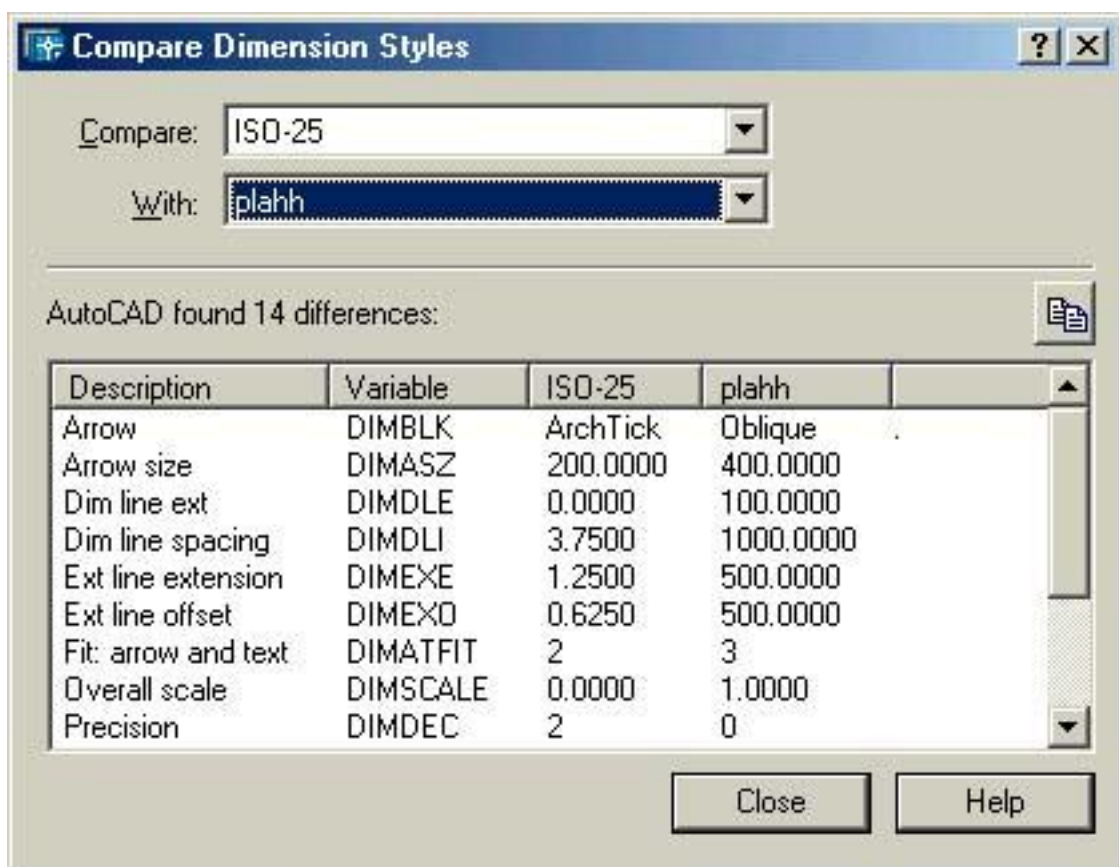 Compare Dimension Styles
Compare: ISO-25
With: plahh
AutoCAD found 14 differences:
Description Variable ISO-25 plahh
Arrow DIMBLK ArchTick Oblique .
Arrow size DIMASZ 200.0000 400.0000
Dim line ext DIMDLE 0.0000 100.0000
Dim line spacing DIMDLI 3.7500 1000.0000
Ext line extension DIMEXE 1.2500 500.0000
Ext line offset DIMEXO 0.6250 500.0000
Fit: arrow and text DIMATFIT 2 3
Overall scale DIMSCALE 0.0000 1.0000
Precision DIMDEC 2 0
Close Help